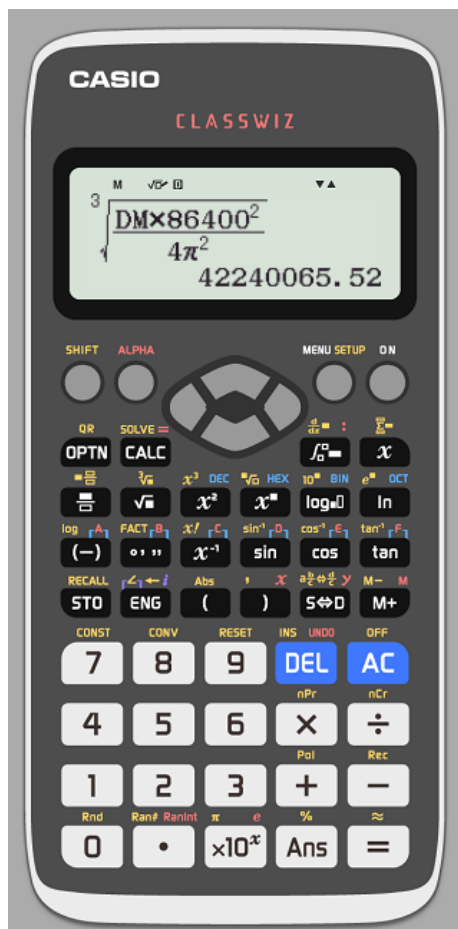 CASIO
CLASSWIZ
M √□⁄ D ▼▲
³√(DM×86400²/4π²)
42240065.52
SHIFT ALPHA MENU SETUP ON
QR SOLVE = d/dx■ : Σ■
OPTN CALC ∫■ x
■ ³√■ x³ DEC ■√□ HEX 10■ BIN e■ OCT
√■ x² x■ log■□ ln
log A FACT B x! C sin⁻¹ D cos⁻¹ E tan⁻¹ F
(−) °' '' x⁻¹ sin cos tan
RECALL ∠ ← i Abs , x a b/c⇔d/c y M− M
STO ENG ( ) S⇔D M+
CONST CONV RESET INS UNDO OFF
7 8 9 DEL AC
nPr nCr
4 5 6 × ÷
Pol Rec
1 2 3 + −
Rnd Ran# RanInt π e % ≈
0 • ×10ˣ Ans =